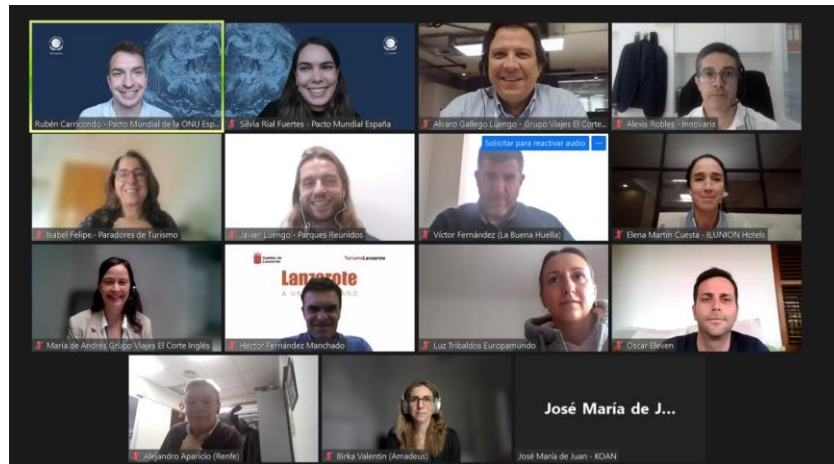 Rubén Carricondo - Pacto Mundial de la ONU Esp...
Silvia Rial Fuertes - Pacto Mundial España
Alvaro Gallego Luengo - Grupo Viajes El Corte...
Alexis Robles - Innovaris
Solicitar para reactivar audio ...
Isabel Felipe.- Paradores de Turismo
Javier Luengo - Parques Reunidos
Víctor Fernández (La Buena Huella)
Elena Martín Cuesta - ILUNION Hotels
Cabildo de
Lanzarote
TurismoLanzarote
Lanzarote
María de Andrés Grupo Viajes El Corte Inglés
Héctor Fernández Manchado
Luz Tribaldos Europamundo
Oscar Eleven
José María de J...
Alejandro Aparicio (Renfe)
Birka Valentin (Amadeus)
José María de Juan - KOAN